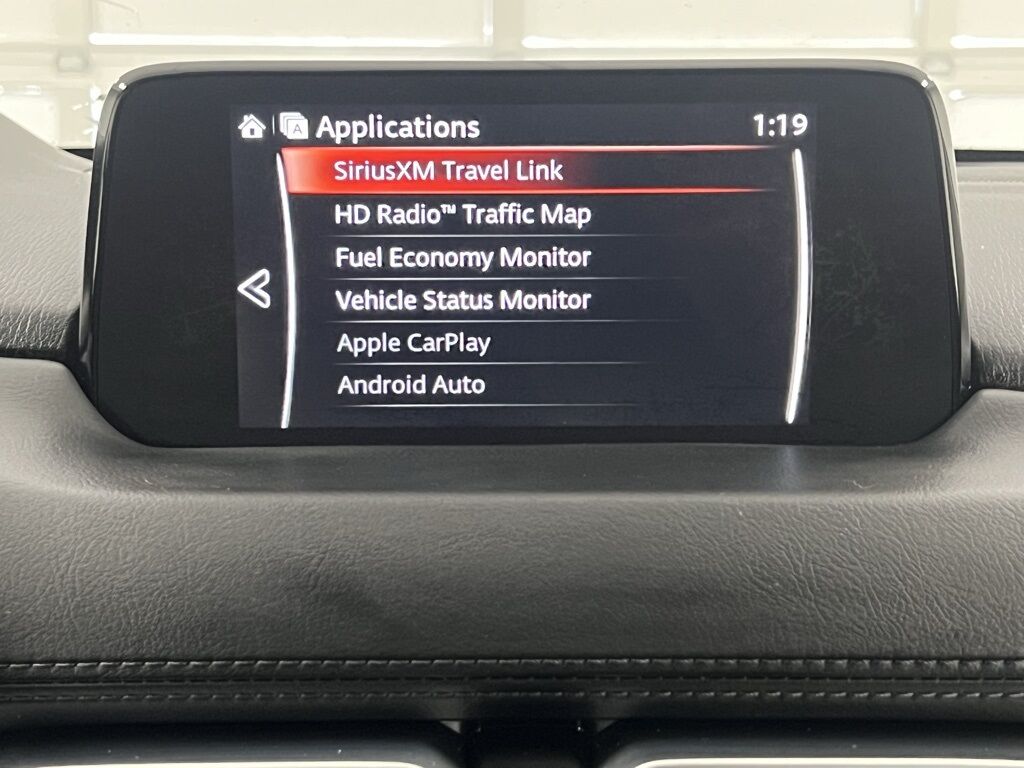 A Applications 1:19
SiriusXM Travel Link
HD Radio™ Traffic Map
Fuel Economy Monitor
Vehicle Status Monitor
Apple CarPlay
Android Auto